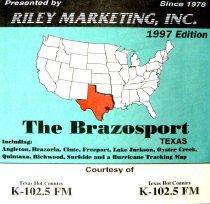 Presented by Since 1978
RILEY MARKETING, INC.
1997 Edition
The Brazosport
TEXAS
Including:
Angleton, Brazoria, Clute, Freeport, Lake Jackson, Oyster Creek,
Quintana, Richwood, Surfside and a Hurricane Tracking Map
Courtesy of
Texas Hot Country Texas Hot Country
K-102.5 FM K-102.5 FM